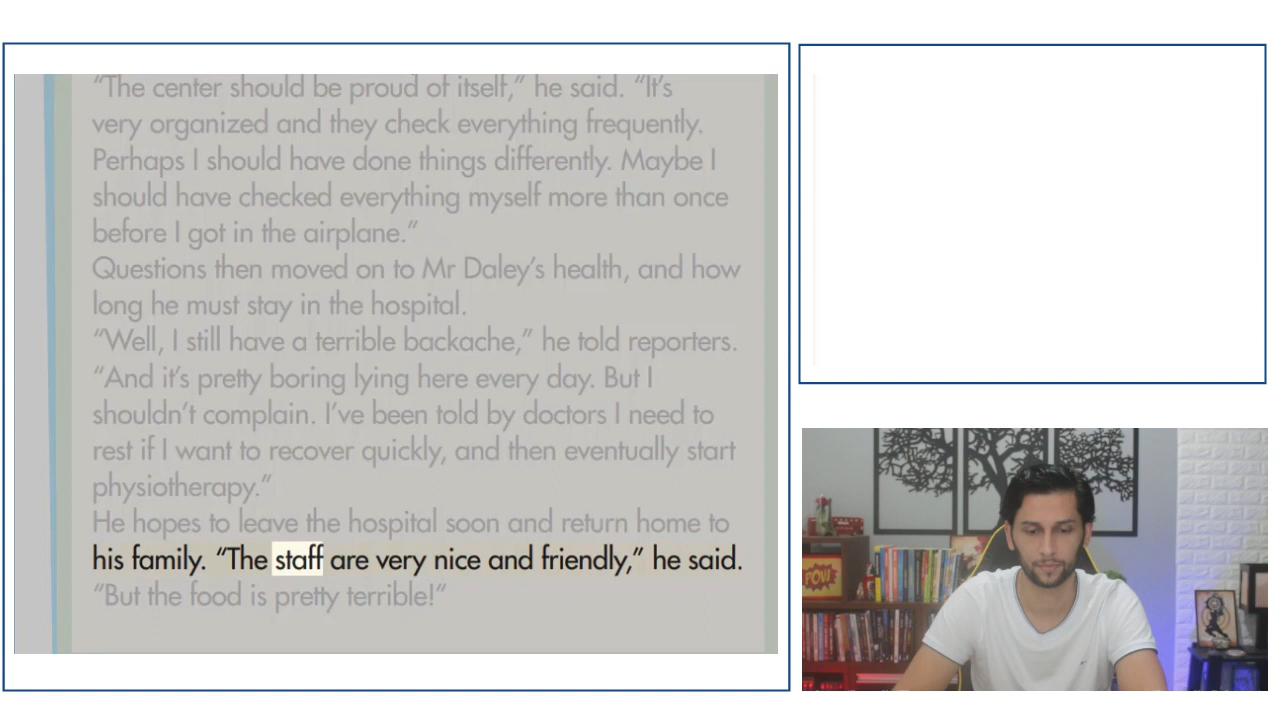 “The center should be proud of itself,” he said. “It’s
very organized and they check everything frequently.
Perhaps I should have done things differently. Maybe I
should have checked everything myself more than once
before I got in the airplane.”
Questions then moved on to Mr Daley’s health, and how
long he must stay in the hospital.
“Well, I still have a terrible backache,” he told reporters.
“And it’s pretty boring lying here every day. But I
shouldn’t complain. I’ve been told by doctors I need to
rest if I want to recover quickly, and then eventually start
physiotherapy.”
He hopes to leave the hospital soon and return home to
his family. “The staff are very nice and friendly,” he said.
“But the food is pretty terrible!”
POW!